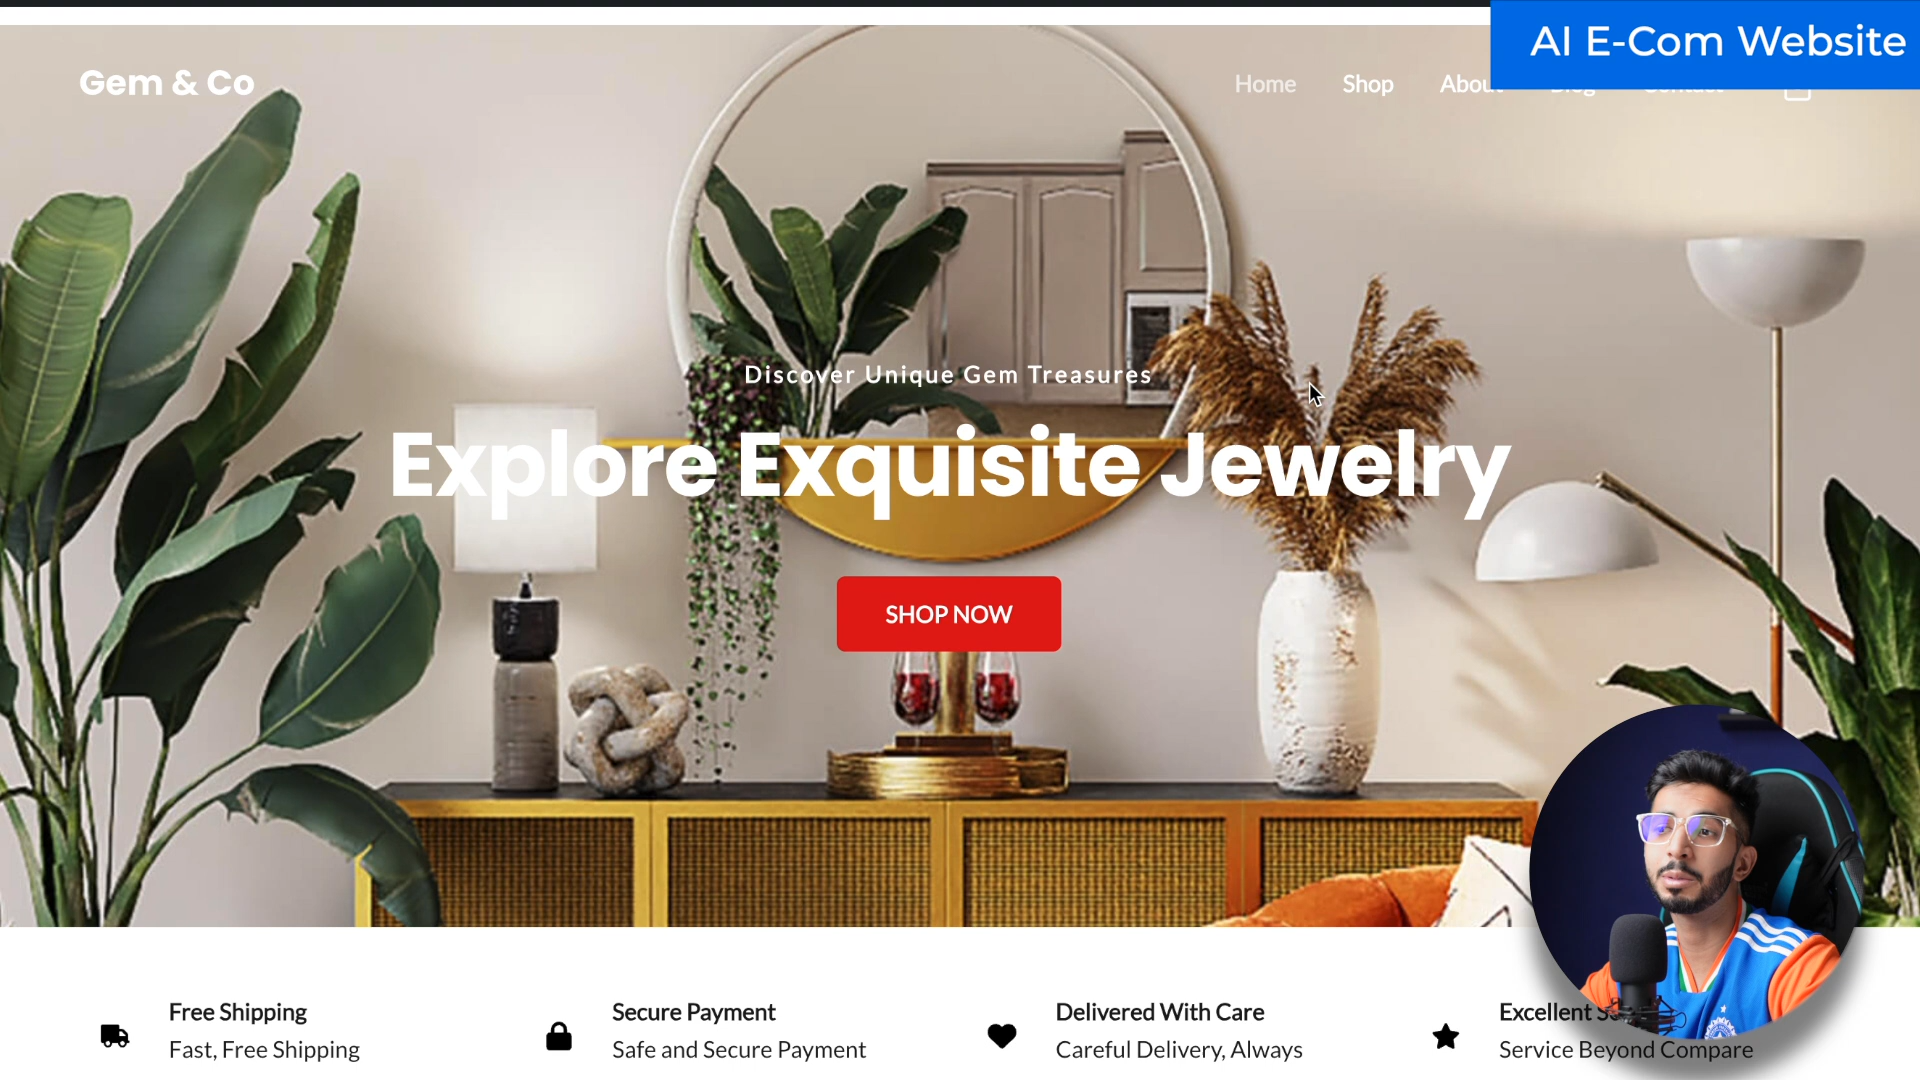 AI E-Com Website
Gem & Co
Home Shop About Blog Contact
Discover Unique Gem Treasures
Explore Exquisite Jewelry
SHOP NOW
Free Shipping
Fast, Free Shipping
Secure Payment
Safe and Secure Payment
Delivered With Care
Careful Delivery, Always
Excellent
Service Beyond Compare